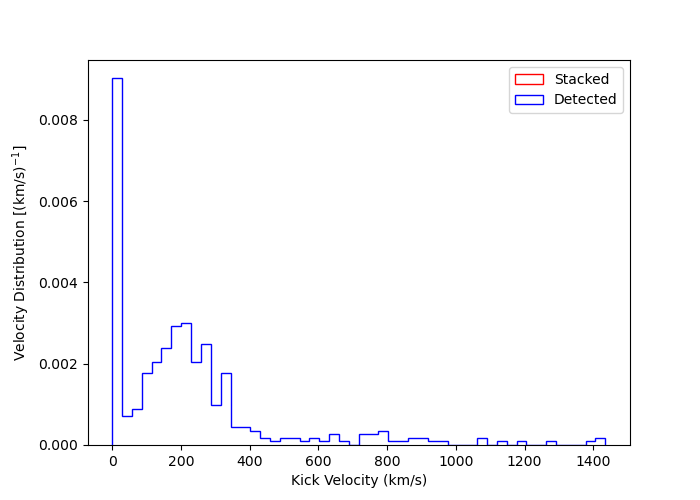 Stacked
Detected
0.008
0.006
0.004
0.002
0.000
Velocity Distribution [(km/s)⁻¹]
0 200 400 600 800 1000 1200 1400
Kick Velocity (km/s)